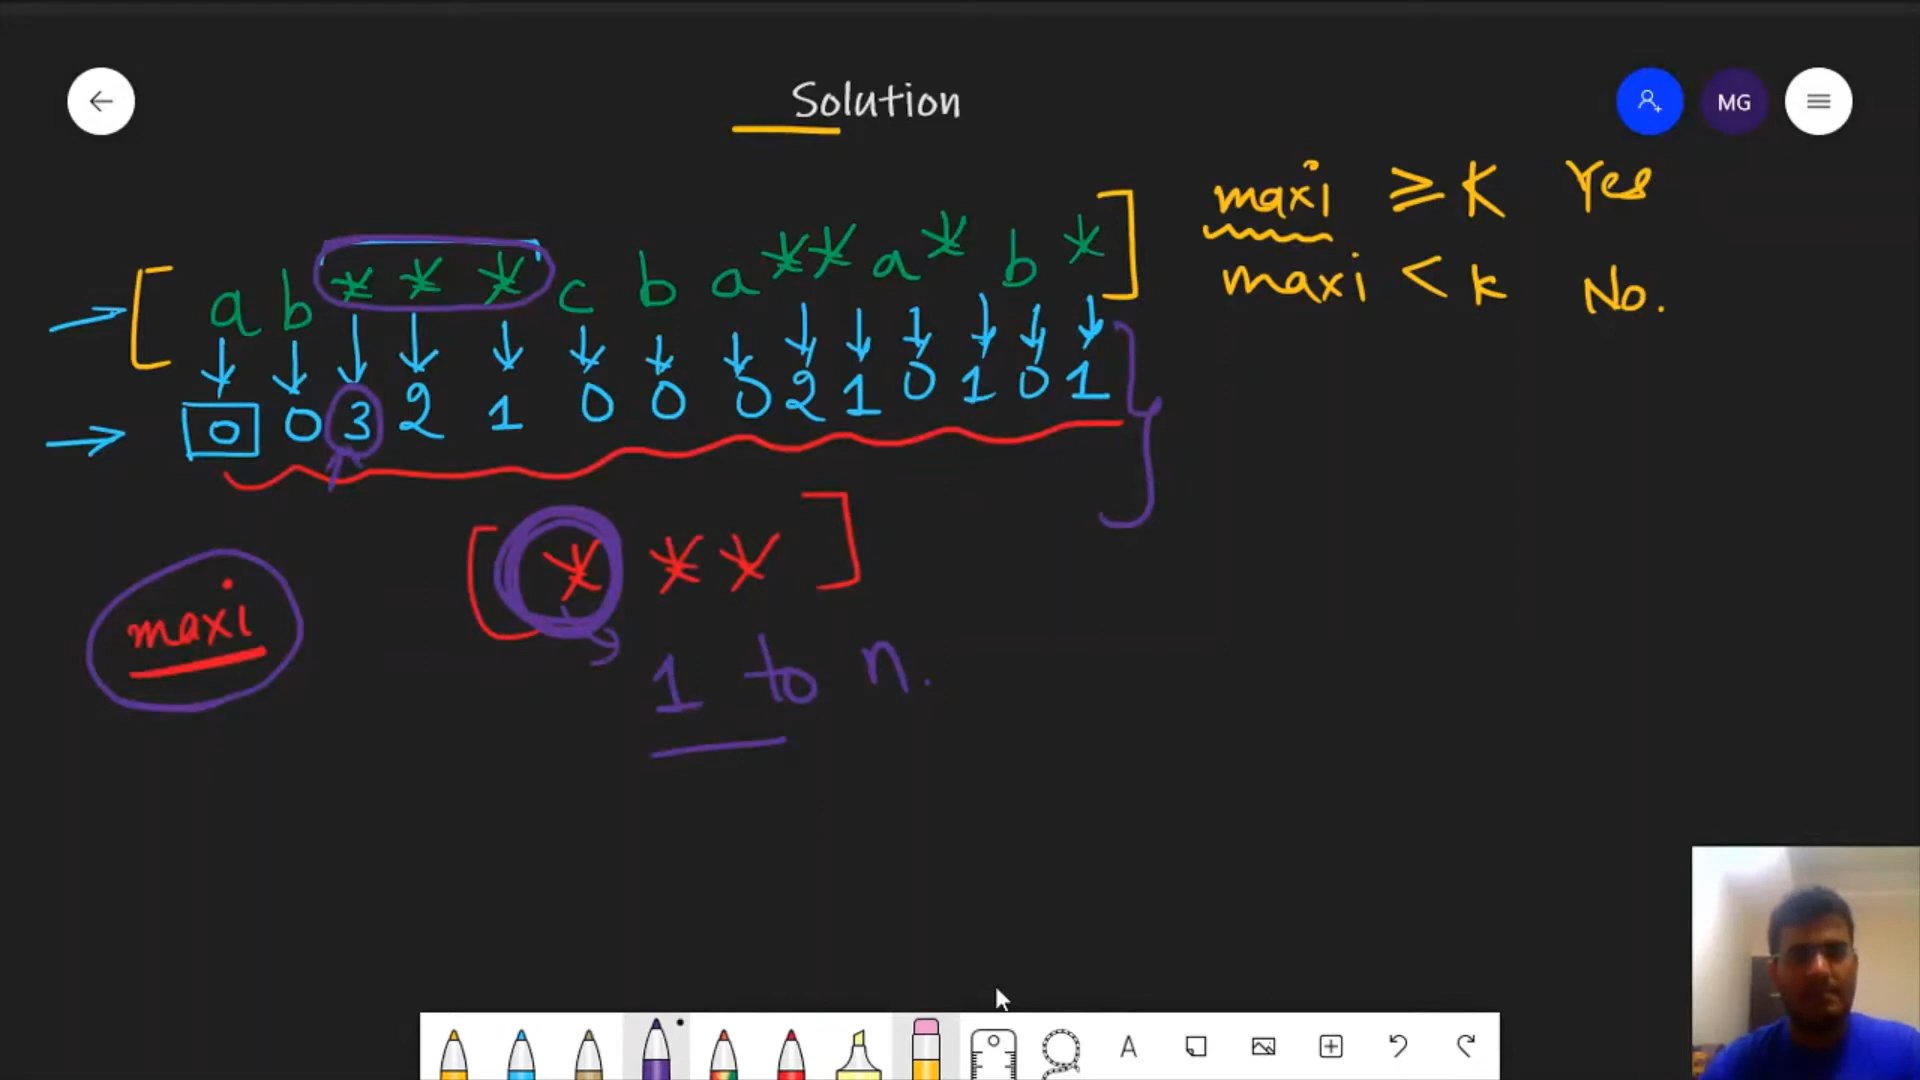 Solution
MG
maxi ≥ K Yes
maxi < k No.
[ a b * * * c b a * * a * b * ]
0 0 3 2 1 0 0 0 2 1 0 1 0 1
[ * * * ]
maxi
1 to n.
A